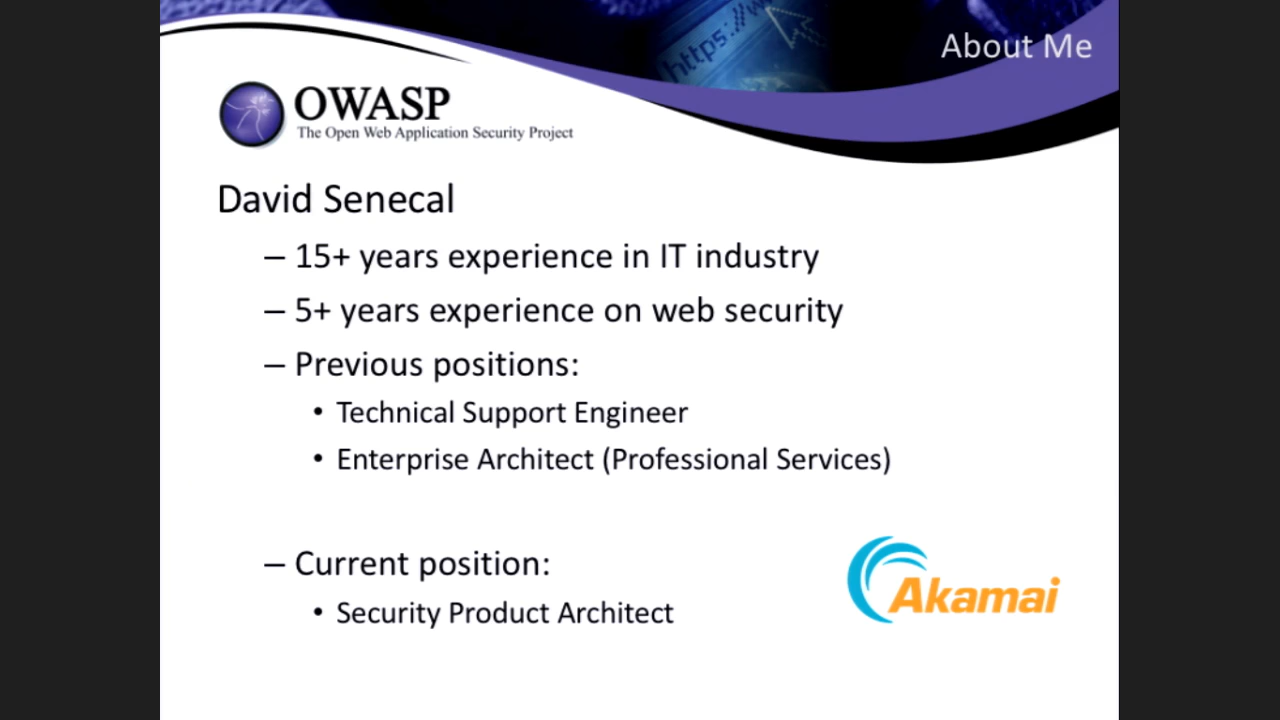 https://w
About Me
OWASP
The Open Web Application Security Project
David Senecal
– 15+ years experience in IT industry
– 5+ years experience on web security
– Previous positions:
• Technical Support Engineer
• Enterprise Architect (Professional Services)
– Current position:
• Security Product Architect
Akamai